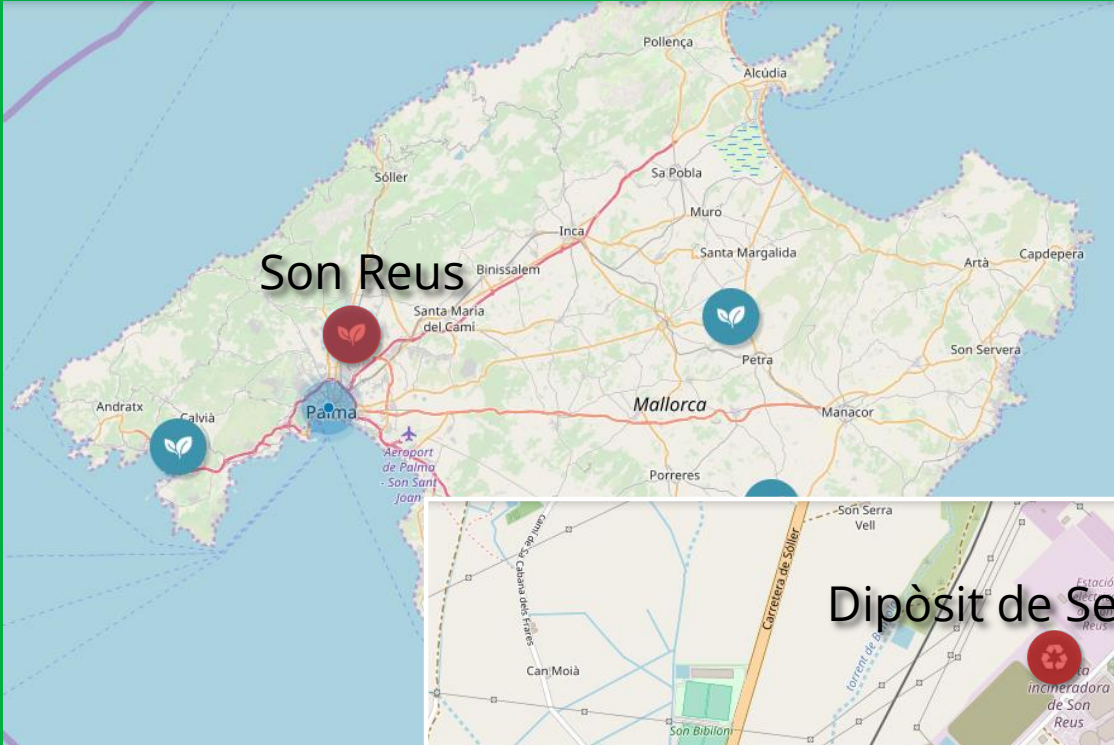 Pollença
Alcúdia
Sóller
Sa Pobla
Muro
Inca
Santa Margalida
Artà
Capdepera
Son Reus
Binissalem
Santa Maria
del Camí
Petra
Son Servera
Andratx
Calvià
Palma
Mallorca
Manacor
Aeroport
de Palma
- Son Sant
Joan
Porreres
Son Serra
Vell
Camí de Sa Cabana dels Frares
Carretera de Sóller
Dipòsit de Se
Estació
Reus
torrent de
Can Moià
incineradora
de Son
Reus
Son Bibiloni